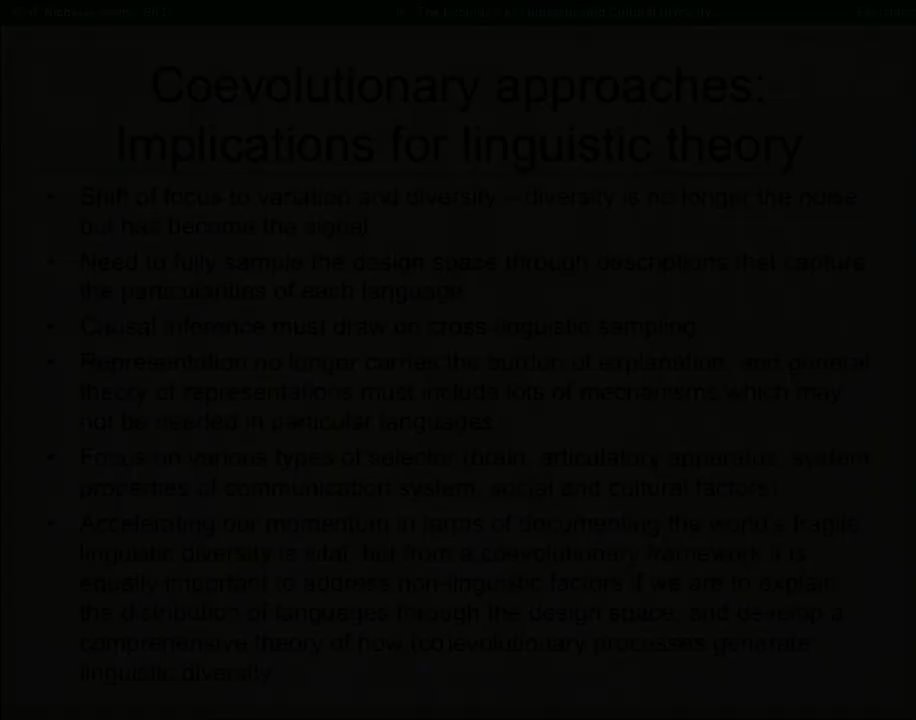 Coevolutionary approaches:
Implications for linguistic theory
• Shift of focus to variation and diversity – diversity is no longer the noise
but has become the signal
• Need to fully sample the design space through descriptions that capture
the particularities of each language
• Causal inference must draw on cross-linguistic sampling
• Representation no longer carries the burden of explanation, and general
theory of representations must include lots of mechanisms which may
not be needed in particular languages
• Focus on various types of selector (brain, articulatory apparatus, system
properties of communication system, social and cultural factors)
• Accelerating our momentum in terms of documenting the world's fragile
linguistic diversity is vital, but from a coevolutionary framework it is
equally important to address non-linguistic factors if we are to explain
the distribution of languages through the design space, and develop a
comprehensive theory of how (co)evolutionary processes generate
linguistic diversity